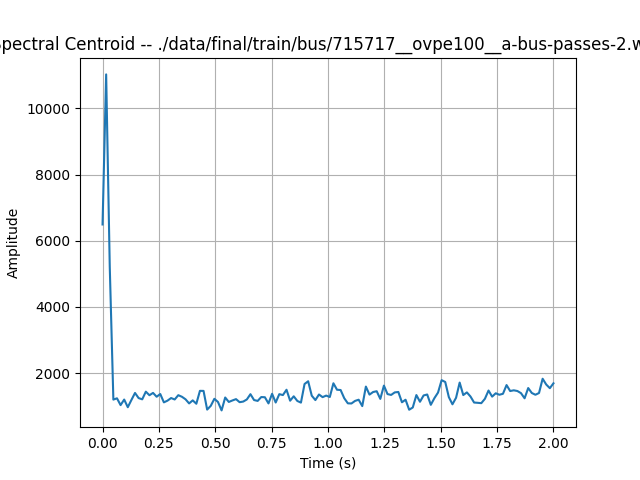 Spectral Centroid -- ./data/final/train/bus/715717__ovpe100__a-bus-passes-2.w
Amplitude
10000
8000
6000
4000
2000
0.00 0.25 0.50 0.75 1.00 1.25 1.50 1.75 2.00
Time (s)